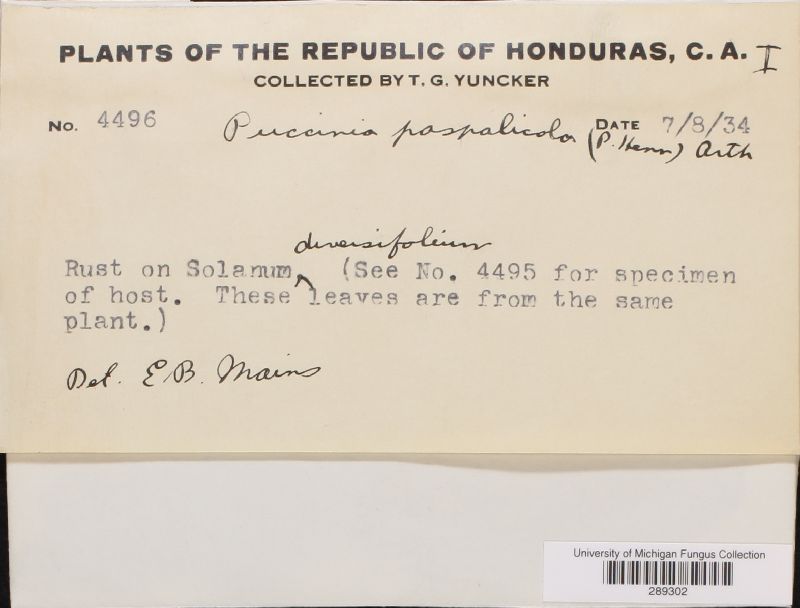 PLANTS OF THE REPUBLIC OF HONDURAS, C. A. I
COLLECTED BY T. G. YUNCKER
No. 4496 Puccinia paspalicola DATE 7/8/34
(P. Henn) Arth
diversifolium
Rust on Solanum. (See No. 4495 for specimen
of host. These leaves are from the same
plant.)
Det. E B. Mains
University of Michigan Fungus Collection
289302